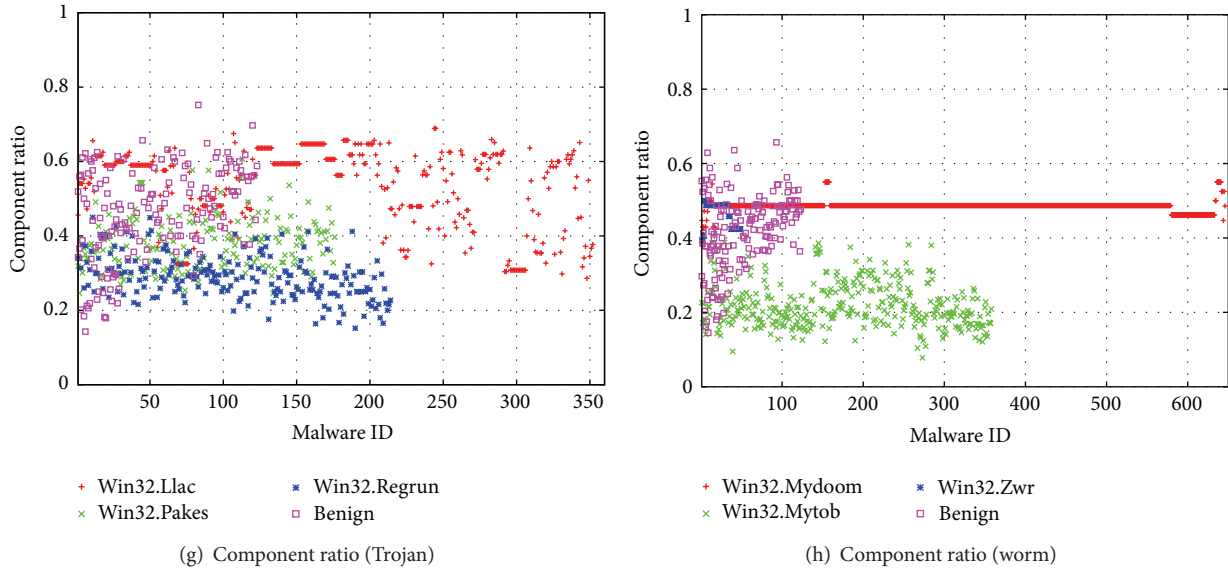 1
0.8
0.6
0.4
0.2
0
Component ratio
50 100 150 200 250 300 350
Malware ID
Win32.Llac
Win32.Pakes
Win32.Regrun
Benign
(g) Component ratio (Trojan)
1
0.8
0.6
0.4
0.2
0
Component ratio
100 200 300 400 500 600
Malware ID
Win32.Mydoom
Win32.Mytob
Win32.Zwr
Benign
(h) Component ratio (worm)